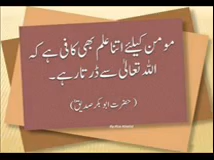 مومن کیلئے اتنا علم بھی کافی ہے کہ
اللہ تعالیٰ سے ڈرتا رہے۔
(حضرت ابو بکر صدیقؓ)